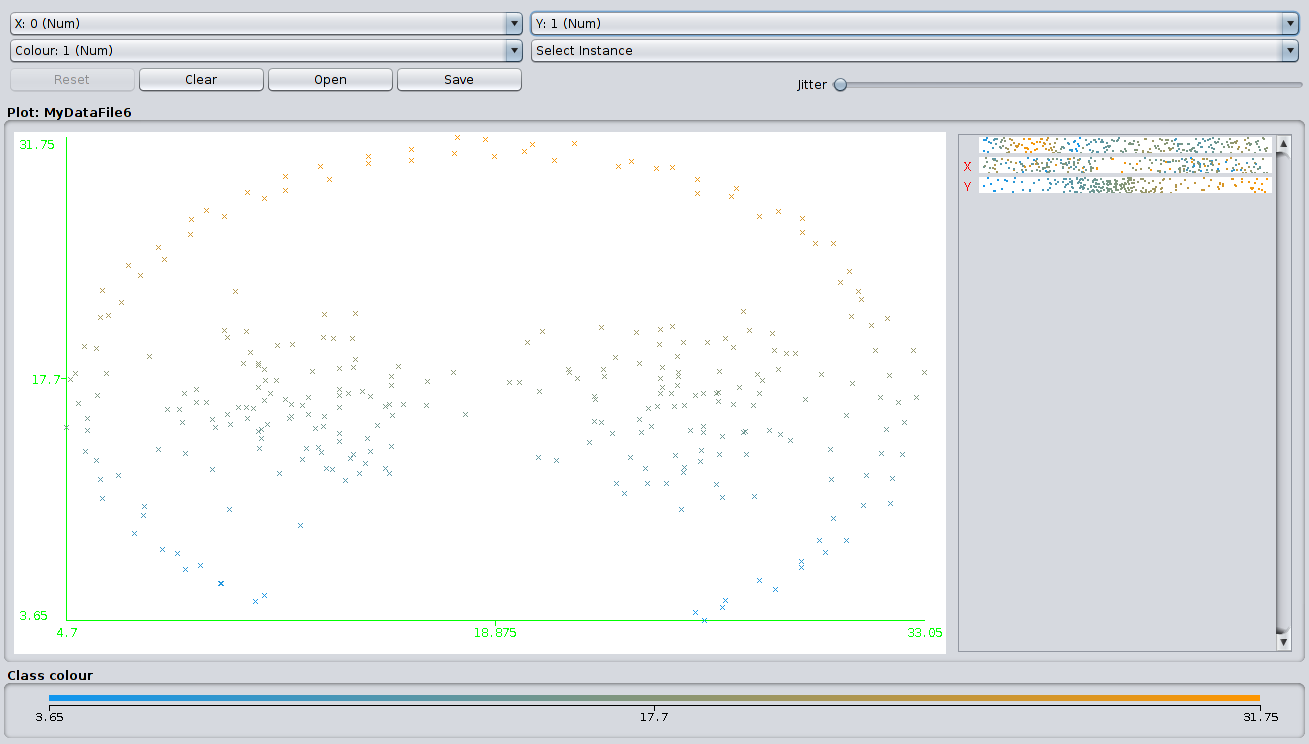 X: 0 (Num)
Y: 1 (Num)
Colour: 1 (Num)
Select Instance
Reset
Clear
Open
Save
Jitter
Plot: MyDataFile6
31.75
17.7
3.65
4.7
18.875
33.05
X
Y
Class colour
3.65
17.7
31.75